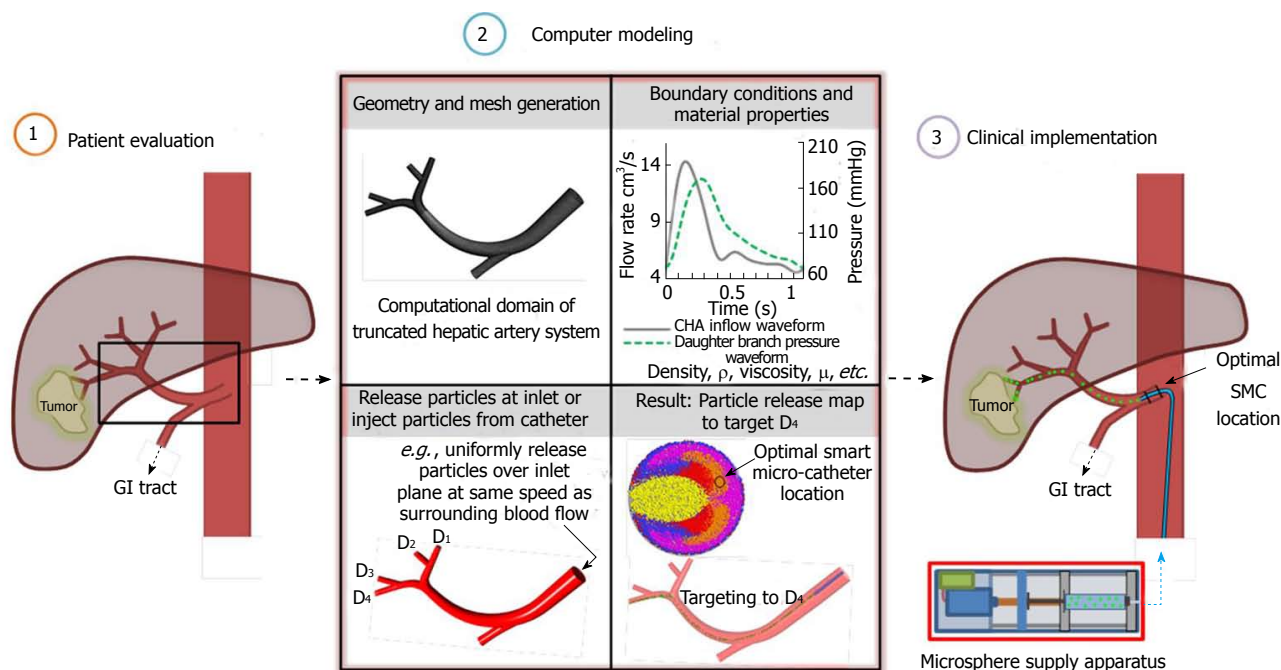 2 Computer modeling
1 Patient evaluation
Tumor
GI tract
Geometry and mesh generation
Computational domain of
truncated hepatic artery system
Boundary conditions and
material properties
Flow rate cm³/s
14
9
4
Pressure (mmHg)
210
160
110
60
0 0.5 1
Time (s)
CHA inflow waveform
Daughter branch pressure
waveform
Density, ρ, viscosity, μ, etc.
Release particles at inlet or
inject particles from catheter
e.g., uniformly release
particles over inlet
plane at same speed as
surrounding blood flow
D1
D2
D3
D4
Result: Particle release map
to target D4
Optimal smart
micro-catheter
location
Targeting to D4
3 Clinical implementation
Tumor
GI tract
Optimal
SMC
location
Microsphere supply apparatus